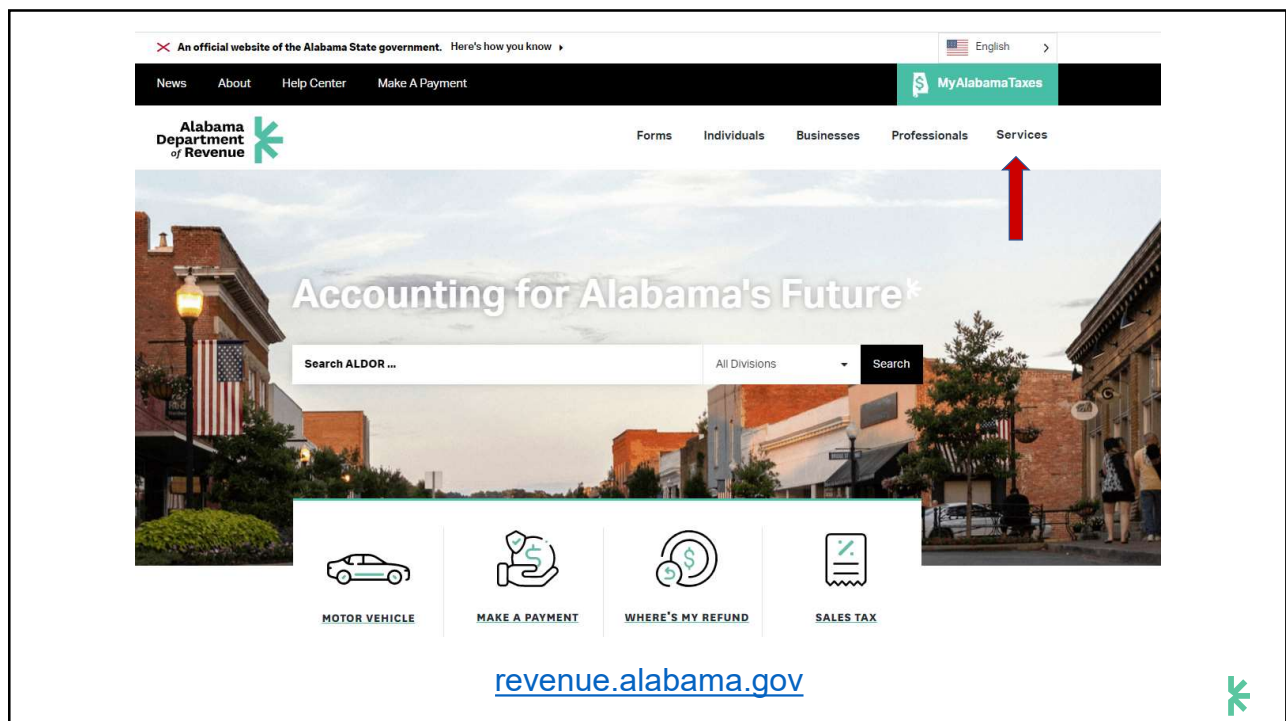 An official website of the Alabama State government. Here's how you know
English
News About Help Center Make A Payment
MyAlabamaTaxes
Alabama
Department
of Revenue
Forms Individuals Businesses Professionals Services
Accounting for Alabama's Future
Search ALDOR ...
All Divisions
Search
MOTOR VEHICLE
MAKE A PAYMENT
WHERE'S MY REFUND
SALES TAX
revenue.alabama.gov